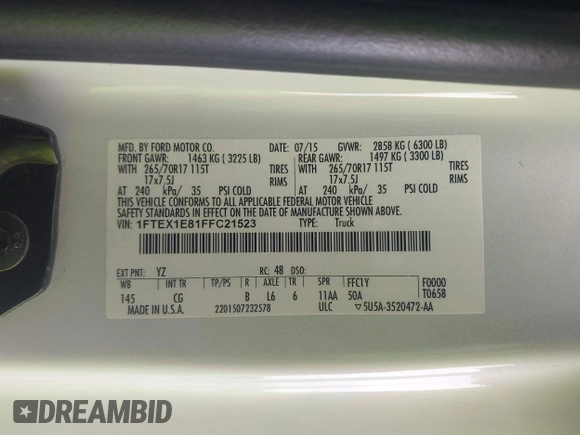 MFD. BY FORD MOTOR CO. 07/15 GVWR: 2858 KG ( 6300 LB)
FRONT GAWR: 1463 KG ( 3225 LB) REAR GAWR: 1497 KG ( 3300 LB)
WITH 265/70R17 115T TIRES WITH 265/70R17 115T TIRES
17x7.5J RIMS 17x7.5J RIMS
AT 240 kPa/ 35 PSI COLD AT 240 kPa/ 35 PSI COLD
THIS VEHICLE CONFORMS TO ALL APPLICABLE FEDERAL MOTOR VEHICLE
SAFETY STANDARDS IN EFFECT ON THE DATE OF MANUFACTURE SHOWN ABOVE.
VIN: 1FTEX1E81FFC21523 TYPE: Truck
EXT PNT: YZ RC: 48 DSO:
WB INT TR TP/PS R AXLE TR SPR FFC1Y F0000
145 CG B L6 6 11AA 50A T0658
MADE IN U.S.A. 2201507232578 ULC ▽5U5A-3520472-AA
DREAMBID